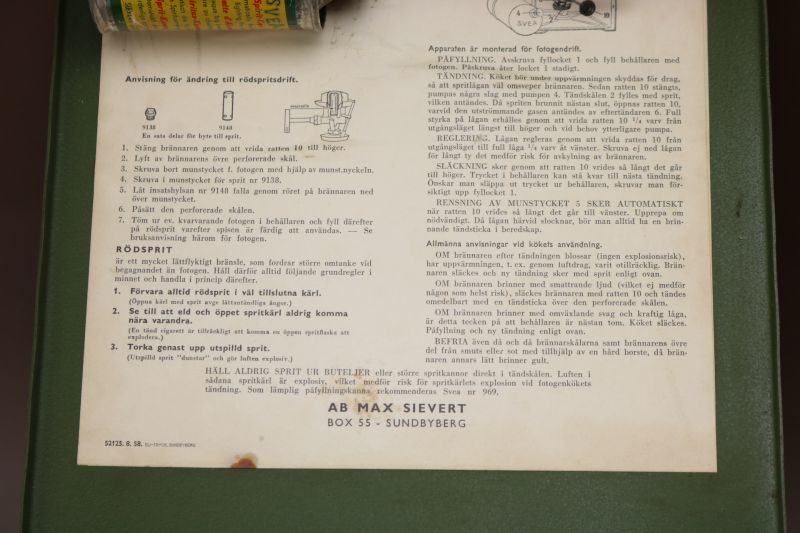 SVEA
Anvisning för ändring till rödspritsdrift.
9138
9148
En sats delar för byte till sprit.
1. Stäng brännaren genom att vrida ratten 10 till höger.
2. Lyft av brännarens övre perforerade skål.
3. Skruva bort munstycket f. fotogen med hjälp av munst.nyckeln.
4. Skruva i munstycket för sprit nr 9138.
5. Låt insatshylsan nr 9148 falla genom röret på brännaren ned
över munstycket.
6. Påsätt den perforerade skålen.
7. Töm ur ev. kvarvarande fotogen i behållaren och fyll därefter
på rödsprit varefter spisen är färdig att användas. — Se
bruksanvisning härom för fotogen.
RÖDSPRIT
är ett mycket lättflyktigt bränsle, som fordrar större omtanke vid
begagnandet än fotogen. Håll därför alltid följande grundregler i
minnet och handla i princip därefter.
1. Förvara alltid rödsprit i väl tillslutna kärl.
(Öppna kärl med sprit avge lättantändliga ångor.)
2. Se till att eld och öppet spritkärl aldrig komma
nära varandra.
(En tänd cigarett är tillräckligt att komma en öppen spritflaska att
explodera.)
3. Torka genast upp utspilld sprit.
(Utspilld sprit "dunstar" och gör luften explosiv.)
SVEA
4
10
Apparaten är monterad för fotogendrift.
PÅFYLLNING. Avskruva fyllocket 1 och fyll behållaren med
fotogen. Påskruva åter locket 1 stadigt.
TÄNDNING. Köket bör under uppvärmningen skyddas för drag,
så att spritlågan väl omsveper brännaren. Sedan ratten 10 stängts,
pumpas några slag med pumpen 4. Tändskålen 2 fylles med sprit,
vilken antändes. Då spriten brunnit nästan slut, öppnas ratten 10,
varvid den utströmmande gasen antändes av eftertändaren 6. Full
styrka på lågan erhålles genom att ratten 10 vrides 1/4 varv från
utgångsläget längst till höger och vid behov ytterligare pumpa.
REGLERING. Lågan regleras genom att ratten 10 vrides från
utgångsläget till full låga 1/4 varv åt vänster. Skruva ej ned lågan
för långt ty det medför risk för avkylning av brännaren.
SLÄCKNING sker genom att ratten 10 vrides så långt det går
till höger. Trycket i behållaren kan stå kvar till nästa tändning.
Önskar man släppa ut trycket ur behållaren, skruvar man för-
siktigt upp fyllocket 1.
RENSNING AV MUNSTYCKET 5 SKER AUTOMATISKT
när ratten 10 vrides så långt det går till vänster. Upprepa om
nödvändigt. Då lågan härvid slocknar, bör man alltid ha en brin-
nande tändsticka i beredskap.
Allmänna anvisningar vid kökets användning.
OM brännaren efter tändningen blossar (ingen explosionsrisk),
har uppvärmningen, t. ex. genom luftdrag, varit otillräcklig. Brän-
naren släckes och ny tändning sker med sprit enligt ovan.
OM brännaren brinner med smattrande ljud (vilket ej medför
någon som helst risk), släckes brännaren med ratten 10 och tändes
omedelbart med en tändsticka över den perforerade skålen.
OM brännaren brinner med omväxlande svag och kraftig låga,
är detta tecken på att behållaren är nästan tom. Köket släckes.
Påfyllning och ny tändning enligt ovan.
BEFRIA även då och då brännarskålarna samt brännarens övre
del från smuts eller sot med tillhjälp av en hård borste, då brän-
naren annars lätt brinner gult.
HÄLL ALDRIG SPRIT UR BUTELJER eller större spritkannor direkt i tändskålen. Luften i
sådana spritkärl är explosiv, vilket medför risk för spritkärlets explosion vid fotogenkökets
tändning. Som lämplig påfyllningskanna rekommenderas Svea nr 969.
AB MAX SIEVERT
BOX 55 - SUNDBYBERG
52125. 8. 58.